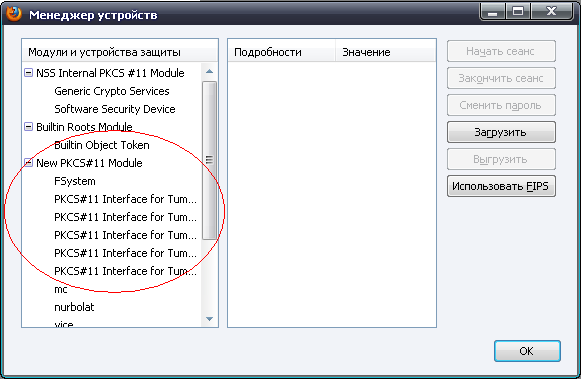 Менеджер устройств
Модули и устройства защиты
NSS Internal PKCS #11 Module
Generic Crypto Services
Software Security Device
Builtin Roots Module
Builtin Object Token
New PKCS#11 Module
FSystem
PKCS#11 Interface for Tum...
PKCS#11 Interface for Tum...
PKCS#11 Interface for Tum...
PKCS#11 Interface for Tum...
PKCS#11 Interface for Tum...
mc
nurbolat
vice
Подробности Значение
Начать сеанс
Закончить сеанс
Сменить пароль
Загрузить
Выгрузить
Использовать FIPS
OK